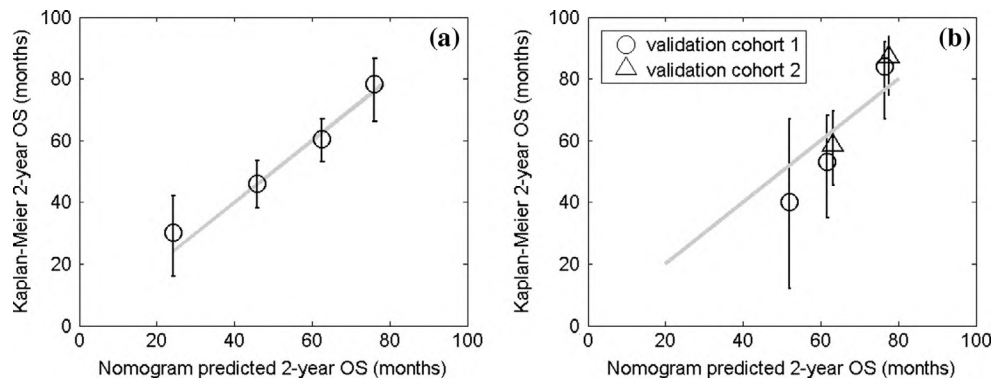 (a)
Kaplan-Meier 2-year OS (months)
100
80
60
40
20
0
0 20 40 60 80 100
Nomogram predicted 2-year OS (months)
(b)
validation cohort 1
validation cohort 2
Kaplan-Meier 2-year OS (months)
100
80
60
40
20
0
0 20 40 60 80 100
Nomogram predicted 2-year OS (months)